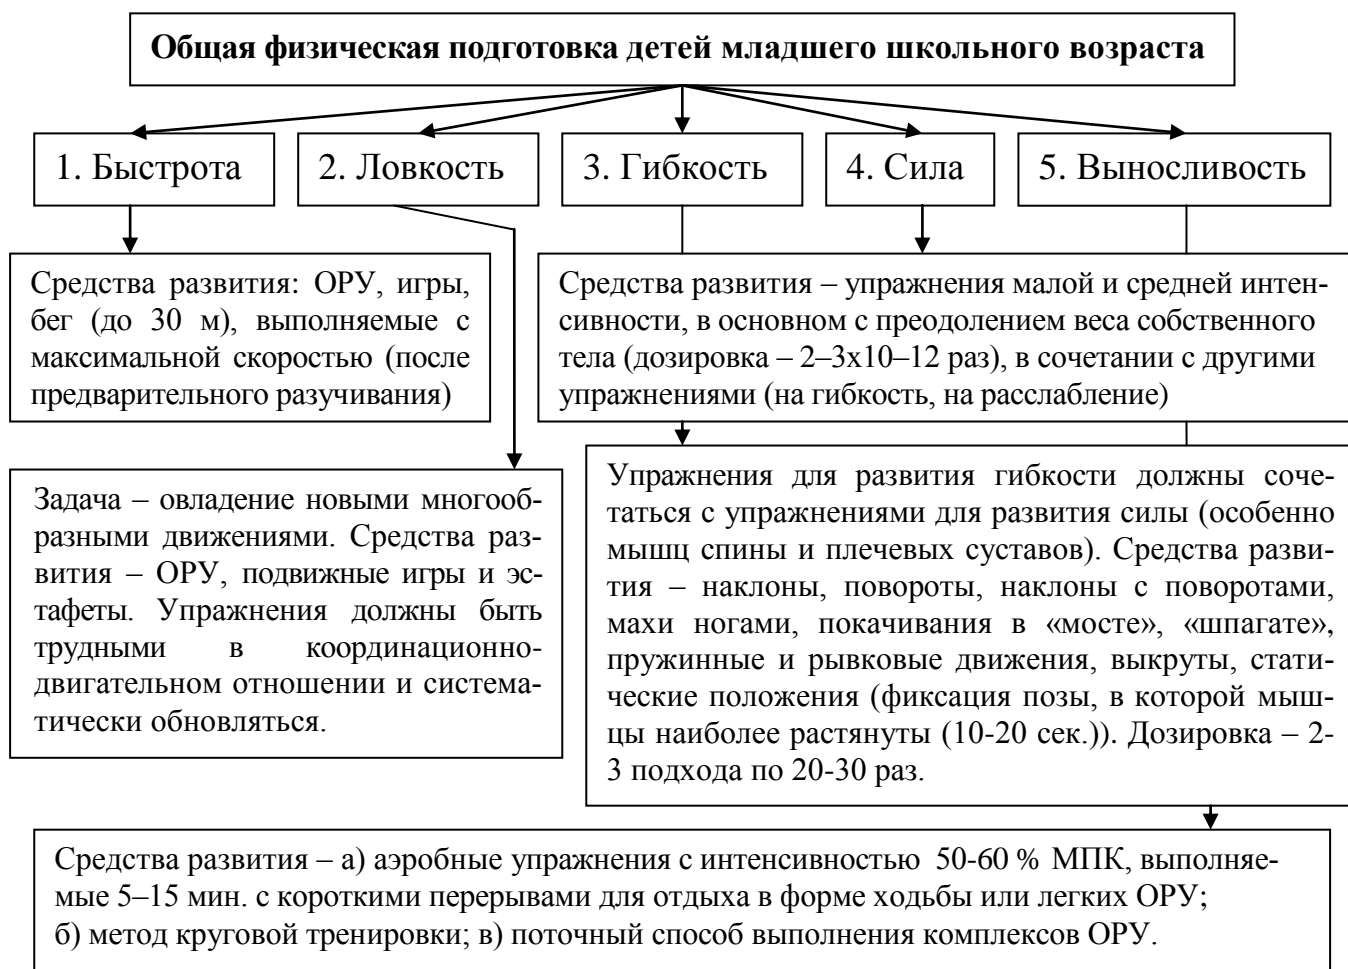 Общая физическая подготовка детей младшего школьного возраста
1. Быстрота
2. Ловкость
3. Гибкость
4. Сила
5. Выносливость
Средства развития: ОРУ, игры,
бег (до 30 м), выполняемые с
максимальной скоростью (после
предварительного разучивания)
Средства развития – упражнения малой и средней интен-
сивности, в основном с преодолением веса собственного
тела (дозировка – 2–3х10–12 раз), в сочетании с другими
упражнениями (на гибкость, на расслабление)
Задача – овладение новыми многооб-
разными движениями. Средства раз-
вития – ОРУ, подвижные игры и эс-
тафеты. Упражнения должны быть
трудными в координационно-
двигательном отношении и система-
тически обновляться.
Упражнения для развития гибкости должны соче-
таться с упражнениями для развития силы (особенно
мышц спины и плечевых суставов). Средства разви-
тия – наклоны, повороты, наклоны с поворотами,
махи ногами, покачивания в «мосте», «шпагате»,
пружинные и рывковые движения, выкруты, стати-
ческие положения (фиксация позы, в которой мыш-
цы наиболее растянуты (10-20 сек.)). Дозировка – 2-
3 подхода по 20-30 раз.
Средства развития – а) аэробные упражнения с интенсивностью 50-60 % МПК, выполняе-
мые 5–15 мин. с короткими перерывами для отдыха в форме ходьбы или легких ОРУ;
б) метод круговой тренировки; в) поточный способ выполнения комплексов ОРУ.